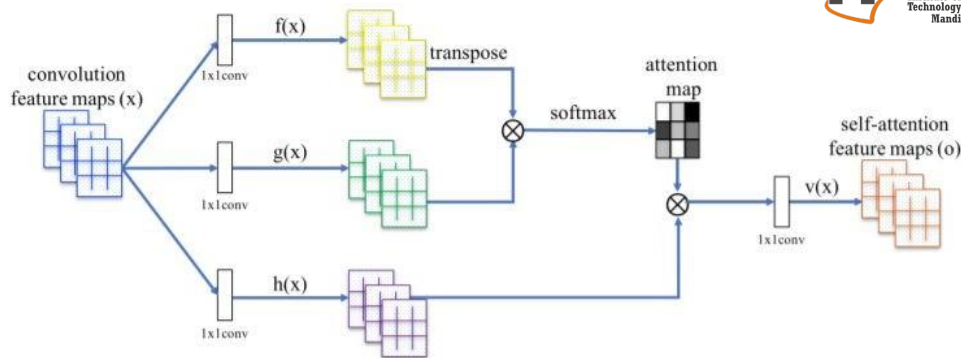 Technology
Mandi
f(x)
1x1conv
transpose
convolution
feature maps (x)
attention
map
softmax
g(x)
1x1conv
self-attention
feature maps (o)
v(x)
1x1conv
h(x)
1x1conv